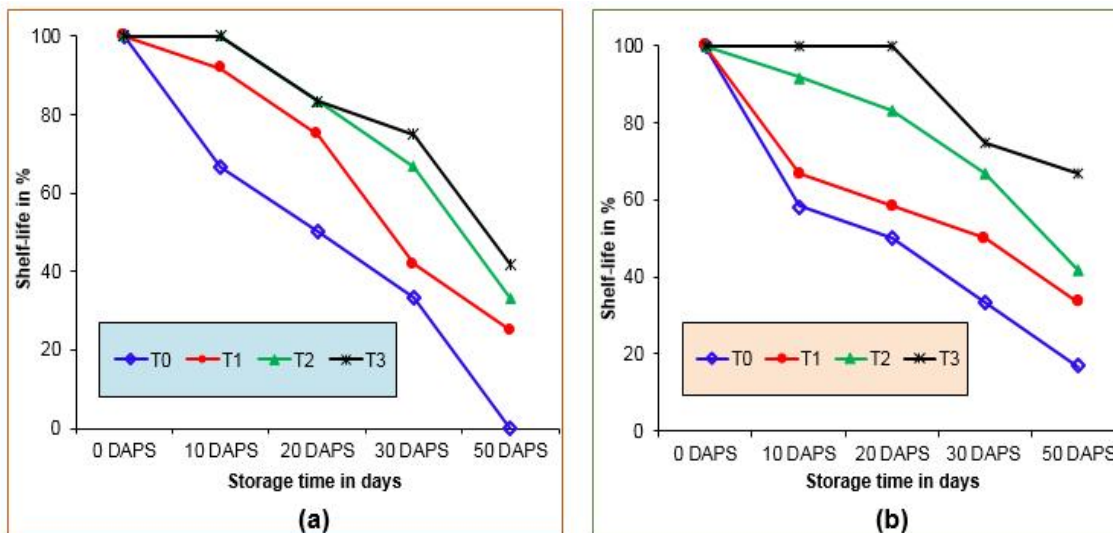 100
80
60
40
20
0
Shelf-life in %
T0 T1 T2 T3
0 DAPS 10 DAPS 20 DAPS 30 DAPS 50 DAPS
Storage time in days
(a)
100
80
60
40
20
0
Shelf-life in %
T0 T1 T2 T3
0 DAPS 10 DAPS 20 DAPS 30 DAPS 50 DAPS
Storage time in days
(b)